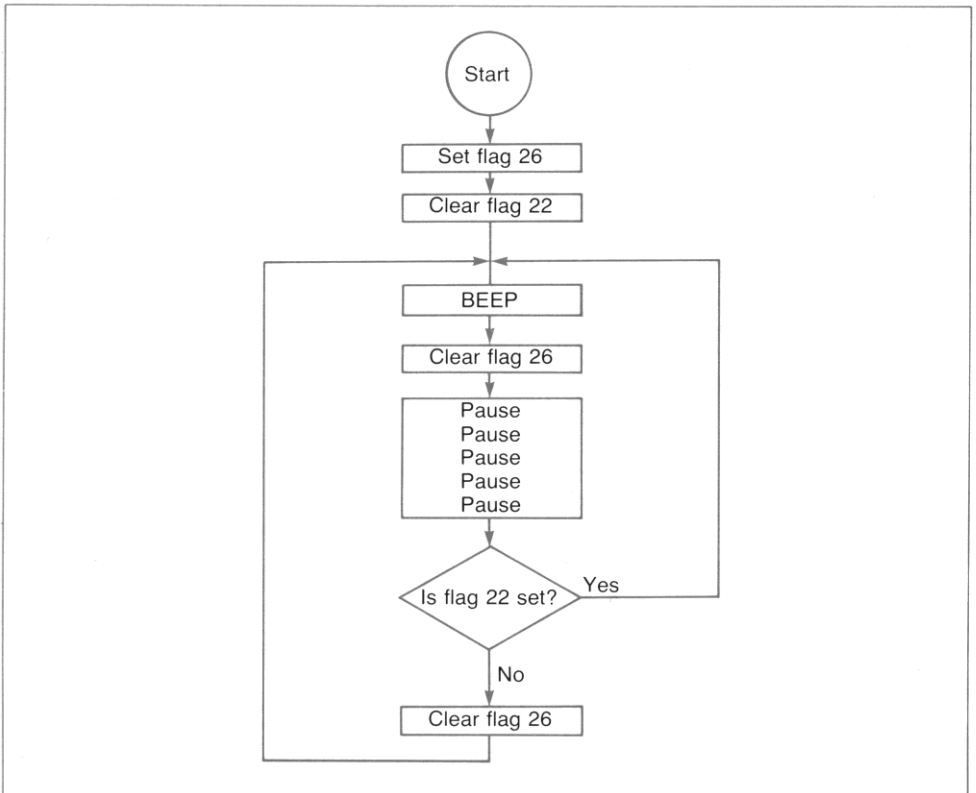 Start
Set flag 26
Clear flag 22
BEEP
Clear flag 26
Pause
Pause
Pause
Pause
Pause
Is flag 22 set?
Yes
No
Clear flag 26